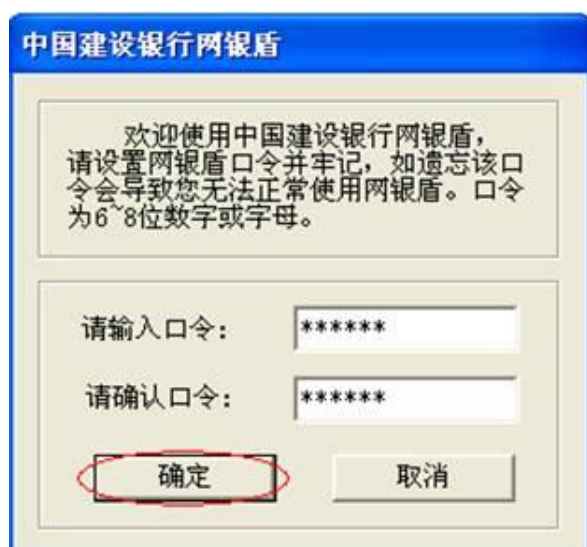 中国建设银行网银盾
欢迎使用中国建设银行网银盾，
请设置网银盾口令并牢记，如遗忘该口
令会导致您无法正常使用网银盾。口令
为6~8位数字或字母。
请输入口令：
******
请确认口令：
******
确定
取消